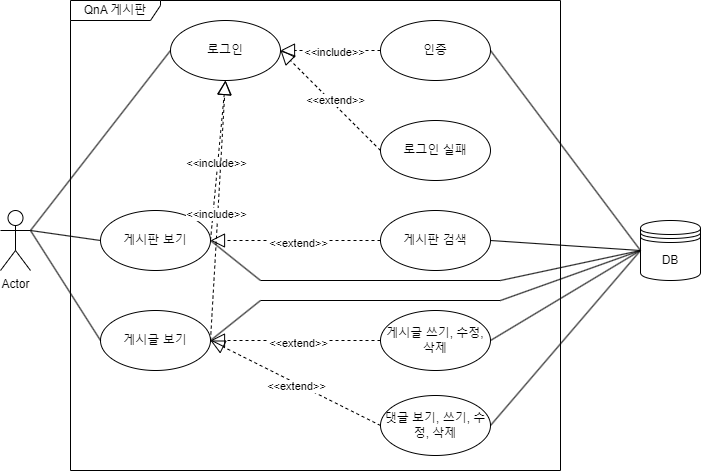 QnA 게시판
로그인
<<include>>
인증
<<extend>>
로그인 실패
<<include>>
Actor
<<include>>
게시판 보기
<<extend>>
게시판 검색
DB
게시글 보기
<<extend>>
게시글 쓰기, 수정,
삭제
<<extend>>
댓글 보기, 쓰기, 수
정, 삭제